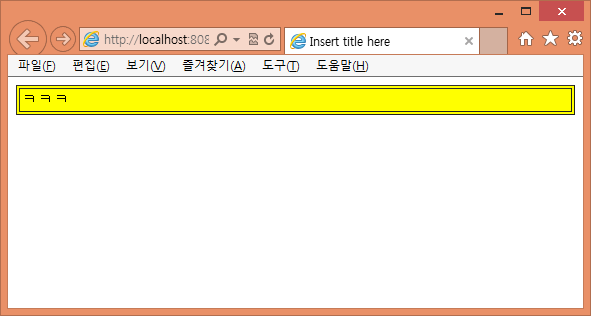 http://localhost:808
Insert title here
파일(F) 편집(E) 보기(V) 즐겨찾기(A) 도구(T) 도움말(H)
ㅋㅋㅋ